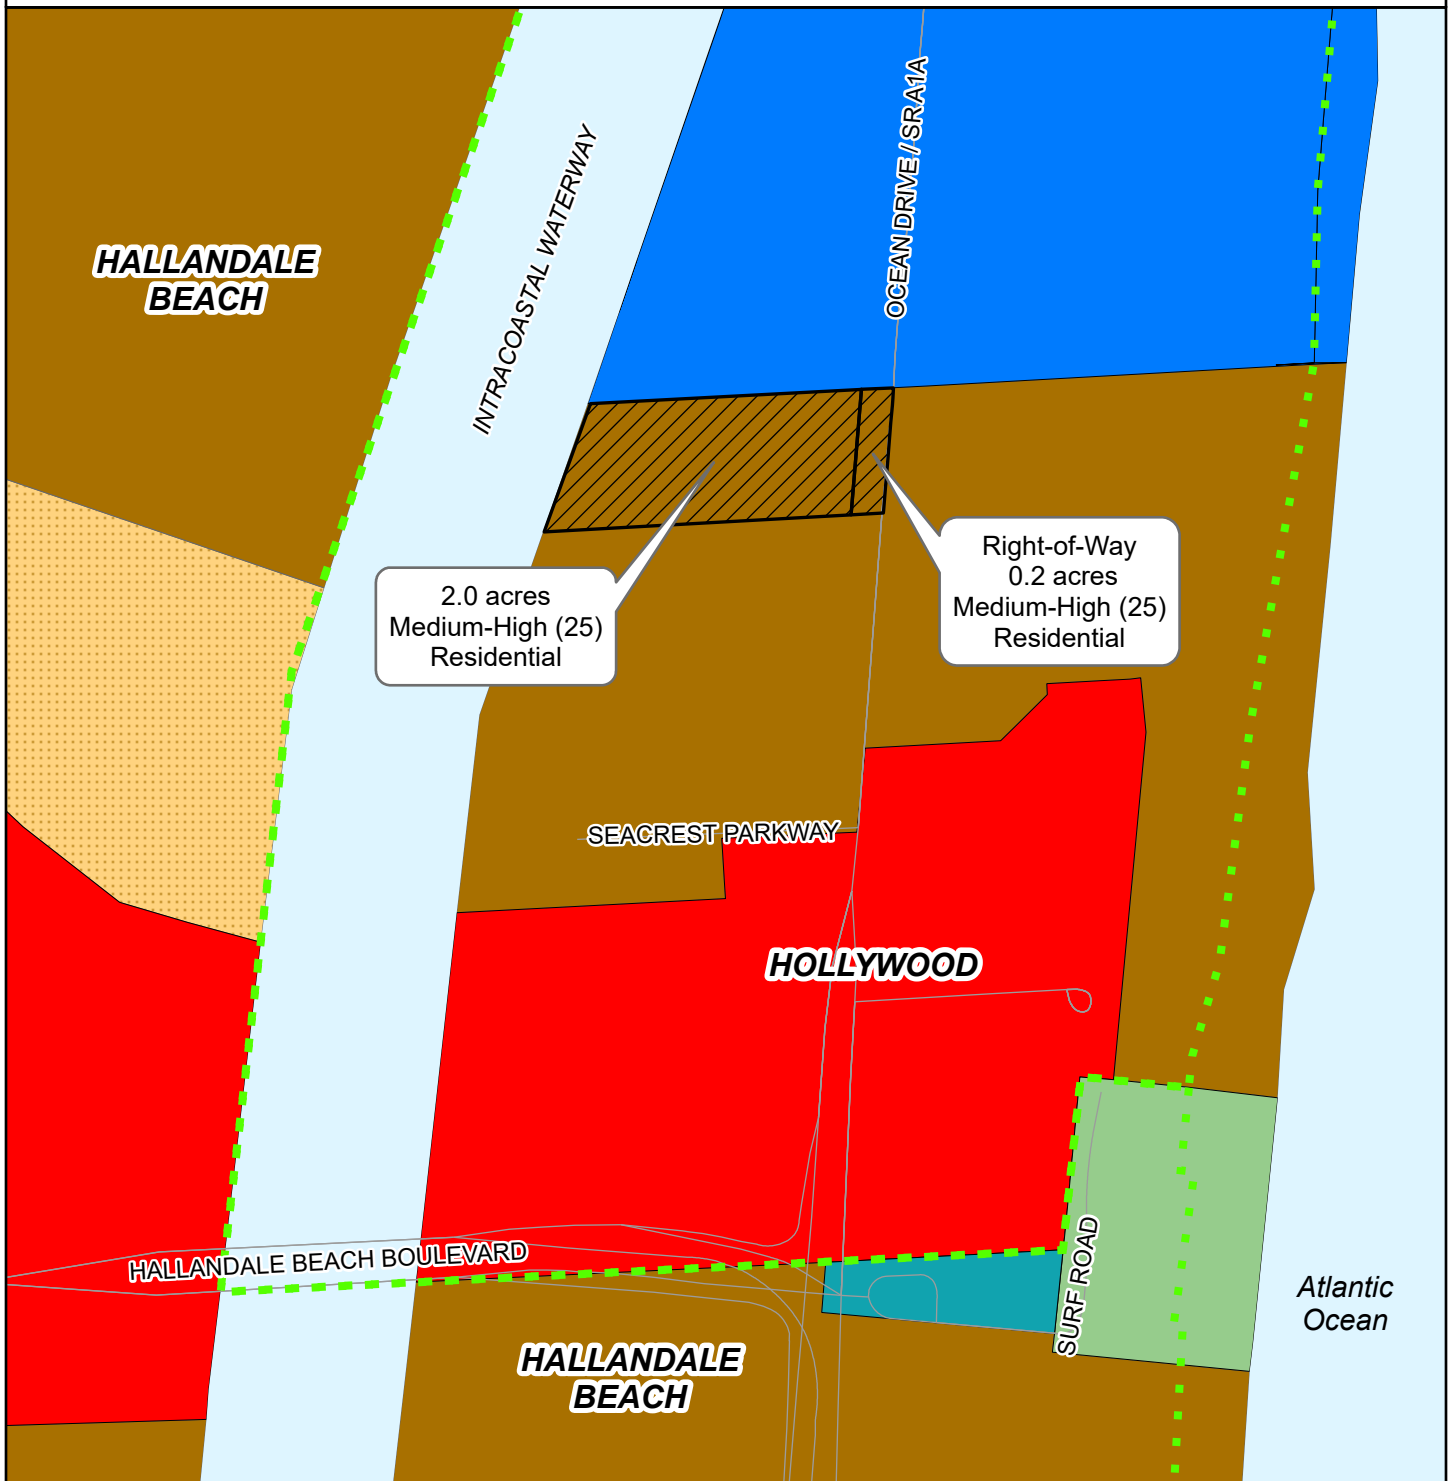 OCEAN DRIVE / SRA1A
INTRACOASTAL WATERWAY
HALLANDALE
BEACH
Right-of-Way
0.2 acres
Medium-High (25)
Residential
2.0 acres
Medium-High (25)
Residential
SEACREST PARKWAY
HOLLYWOOD
HALLANDALE BEACH BOULEVARD
SURF ROAD
Atlantic
Ocean
HALLANDALE
BEACH